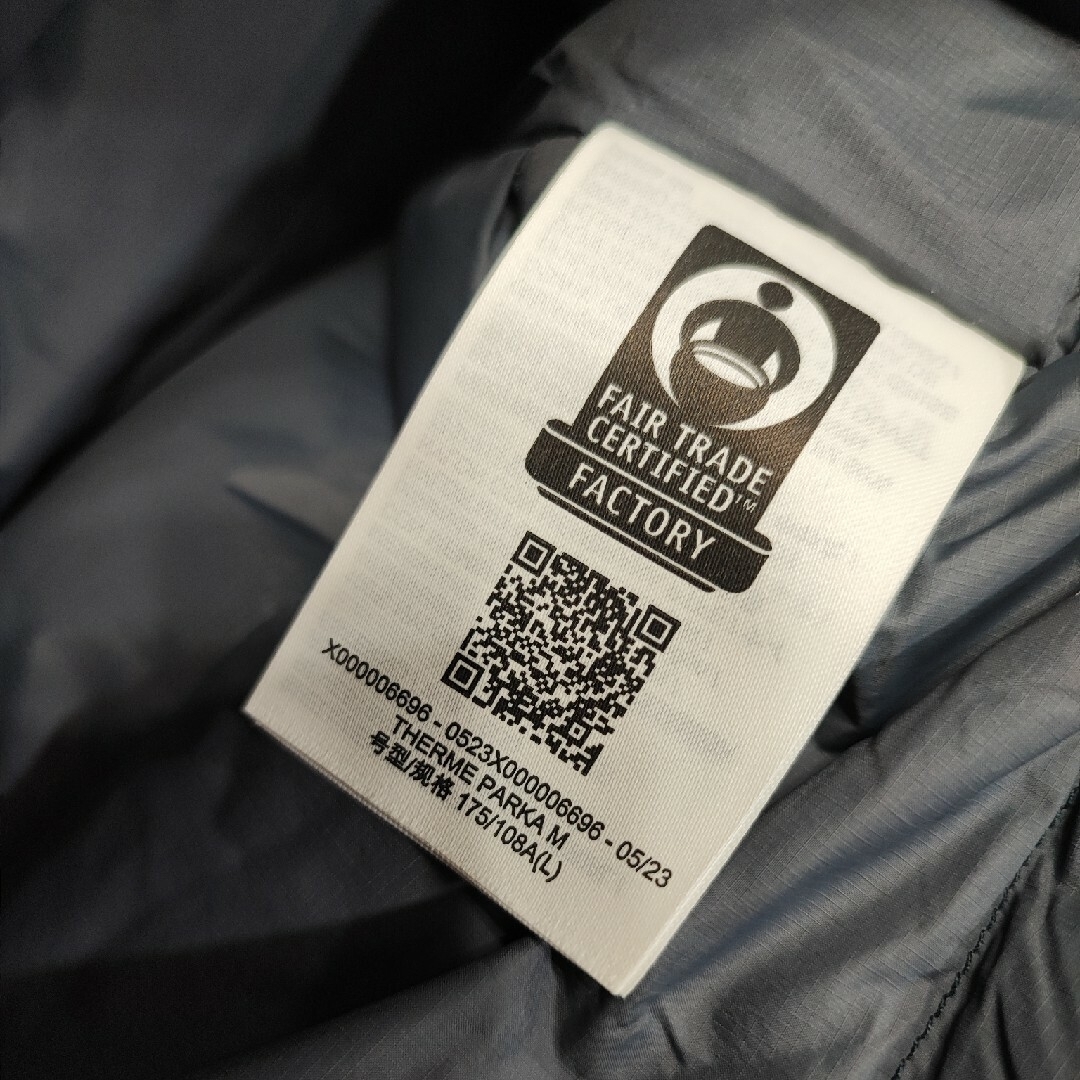 FAIR TRADE
CERTIFIED™
FACTORY
X000006696 - 0523X000006696 - 05/23
THERME PARKA M
号型/规格 175/108A(L)